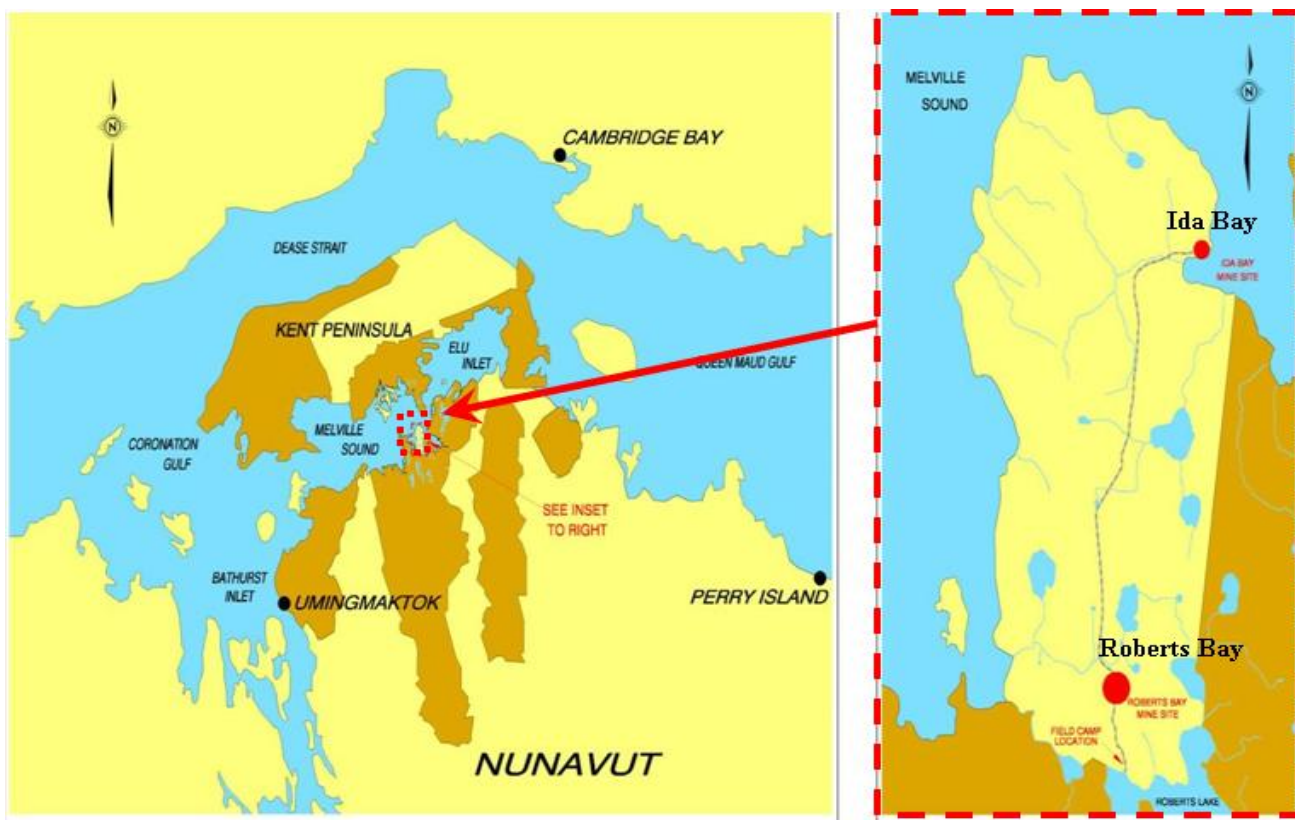 N
CAMBRIDGE BAY
DEASE STRAIT
KENT PENINSULA
ELU
INLET
QUEEN MAUD GULF
MELVILLE
SOUND
CORONATION
GULF
SEE INSET
TO RIGHT
BATHURST
INLET
UMINGMAKTOK
PERRY ISLAND
NUNAVUT
MELVILLE
SOUND
N
Ida Bay
IDA BAY
MINE SITE
Roberts Bay
ROBERTS BAY
MINE SITE
FIELD CAMP
LOCATION
ROBERTS LAKE